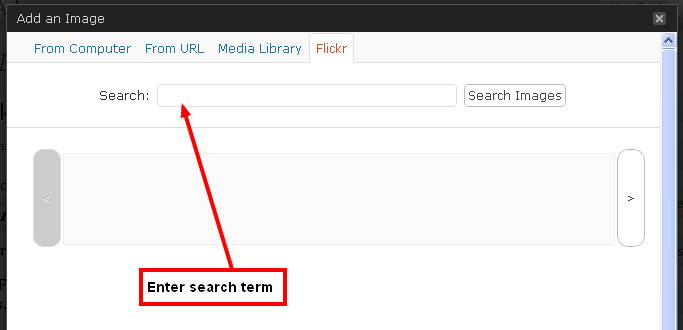 Add an Image
From Computer From URL Media Library Flickr
Search: Search Images
< >
Enter search term